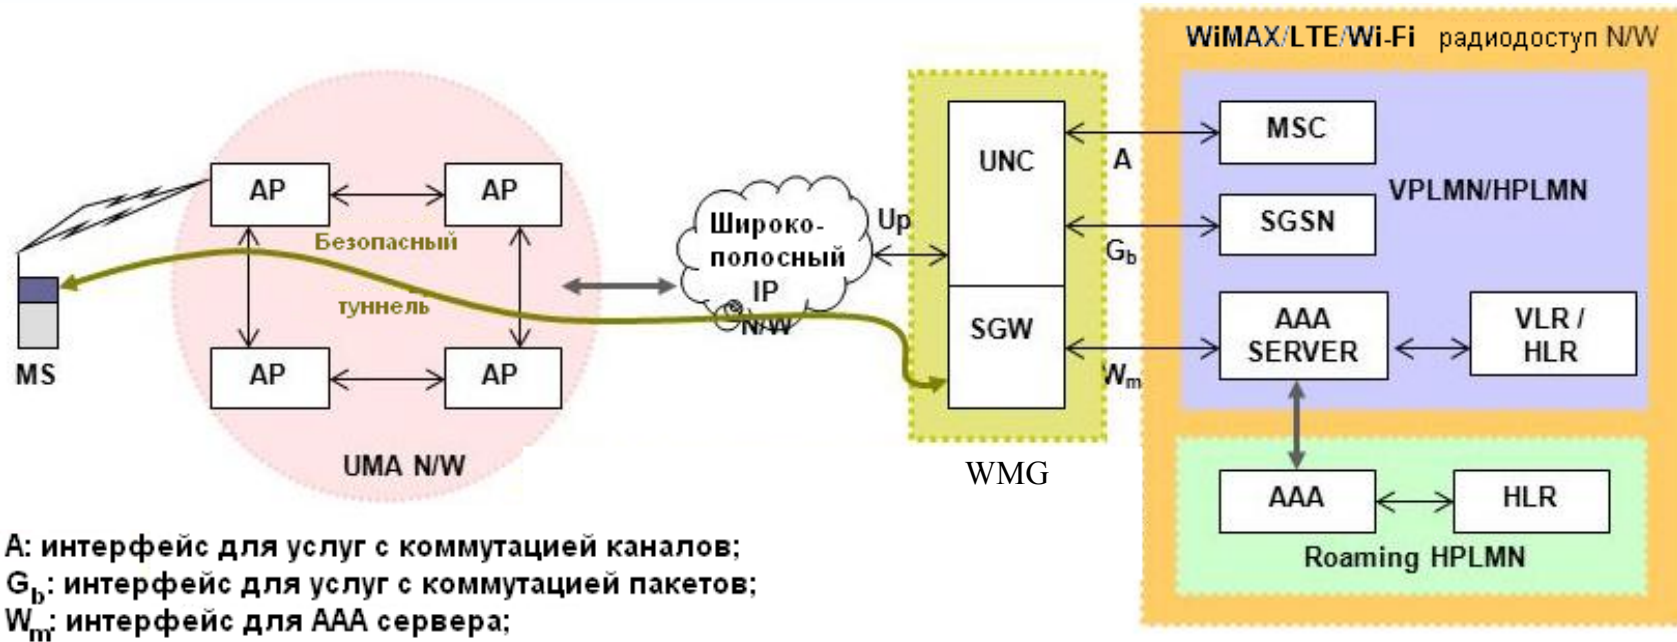 WiMAX/LTE/Wi-Fi радиодоступ N/W
MSC
UNC
A
AP
AP
VPLMN/HPLMN
Широко-
полосный
IP
N/W
Up
SGSN
Gb
Безопасный
туннель
SGW
AAA
SERVER
VLR /
HLR
MS
AP
AP
Wm
UMA N/W
WMG
AAA
HLR
Roaming HPLMN
A: интерфейс для услуг с коммутацией каналов;
Gb: интерфейс для услуг с коммутацией пакетов;
Wm: интерфейс для AAA сервера;